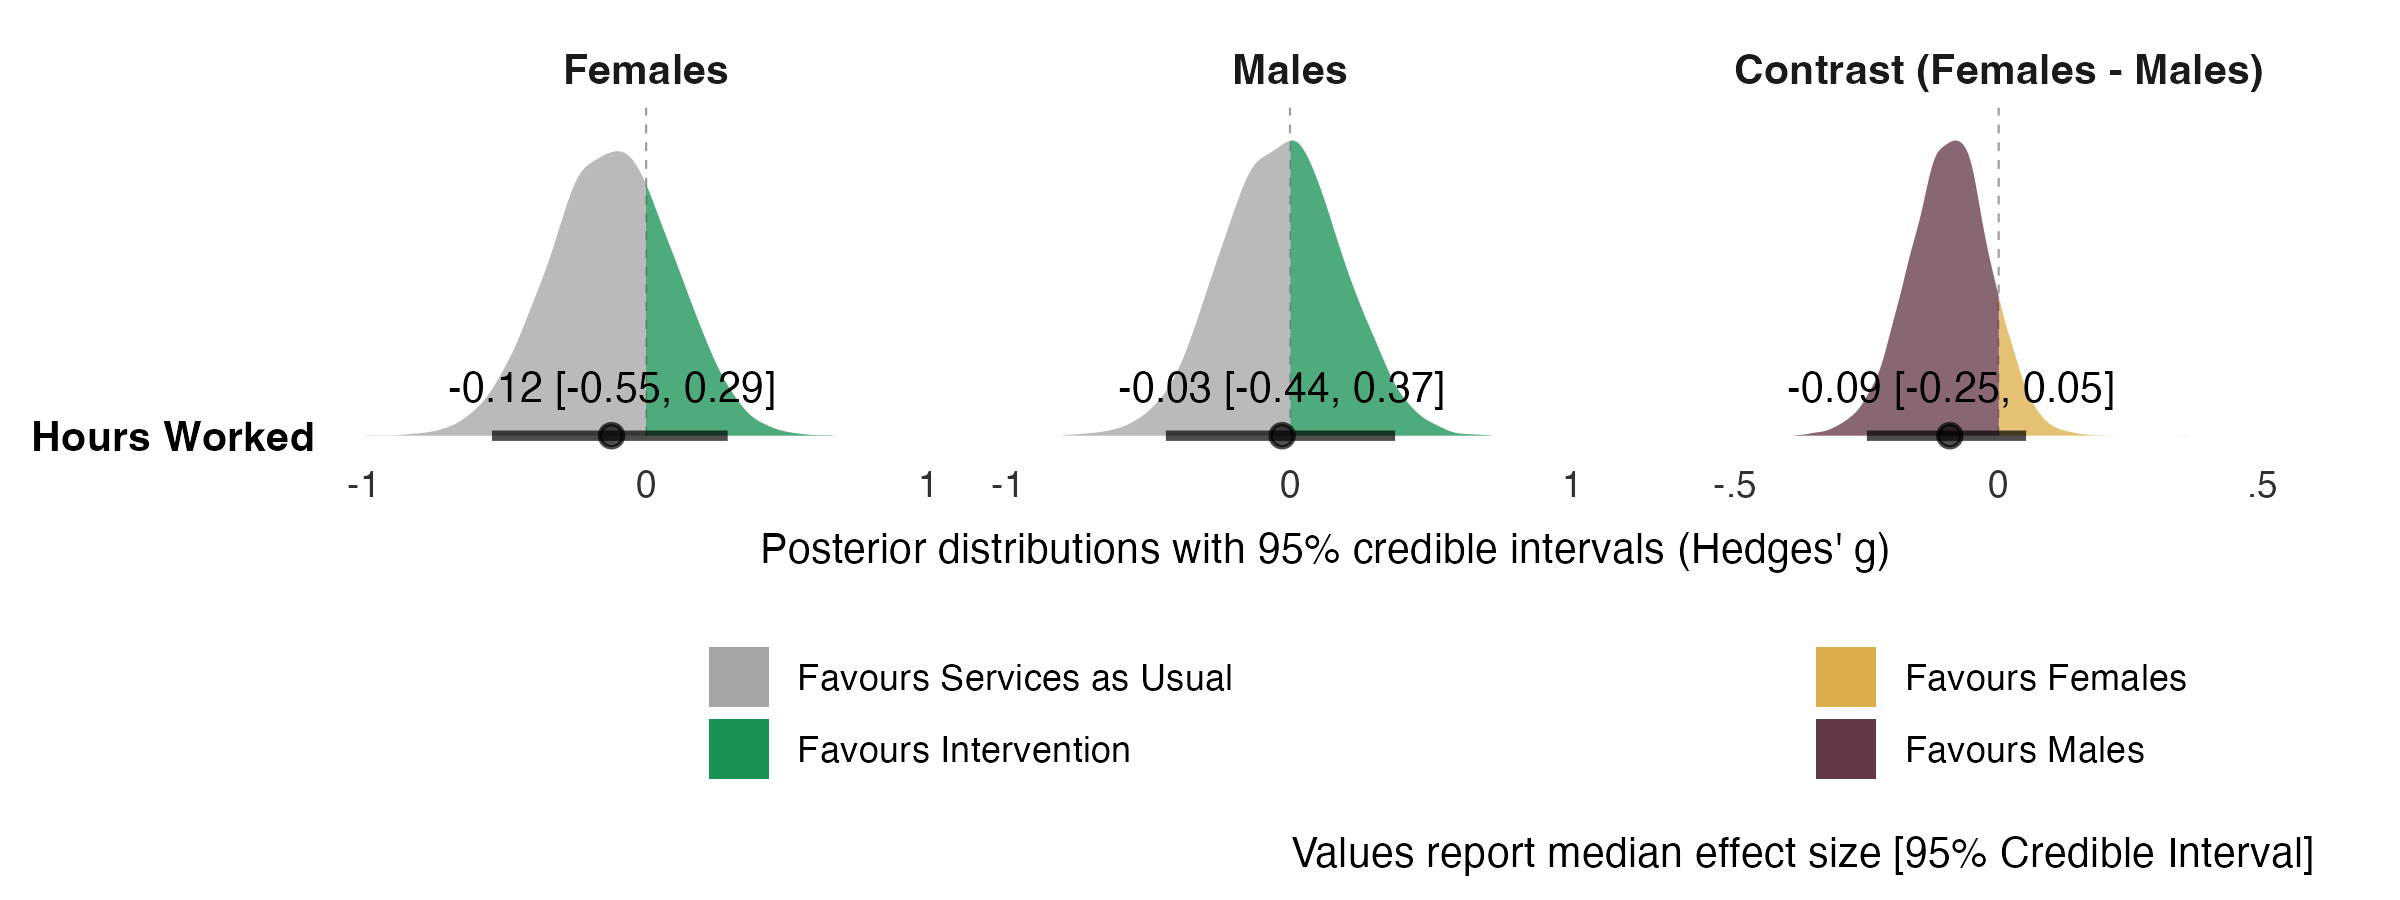 Females
Males
Contrast (Females - Males)
-0.12 [-0.55, 0.29]
-0.03 [-0.44, 0.37]
-0.09 [-0.25, 0.05]
Hours Worked
-1 0 1 -1 0 1 -.5 0 .5
Posterior distributions with 95% credible intervals (Hedges' g)
Favours Services as Usual
Favours Intervention
Favours Females
Favours Males
Values report median effect size [95% Credible Interval]